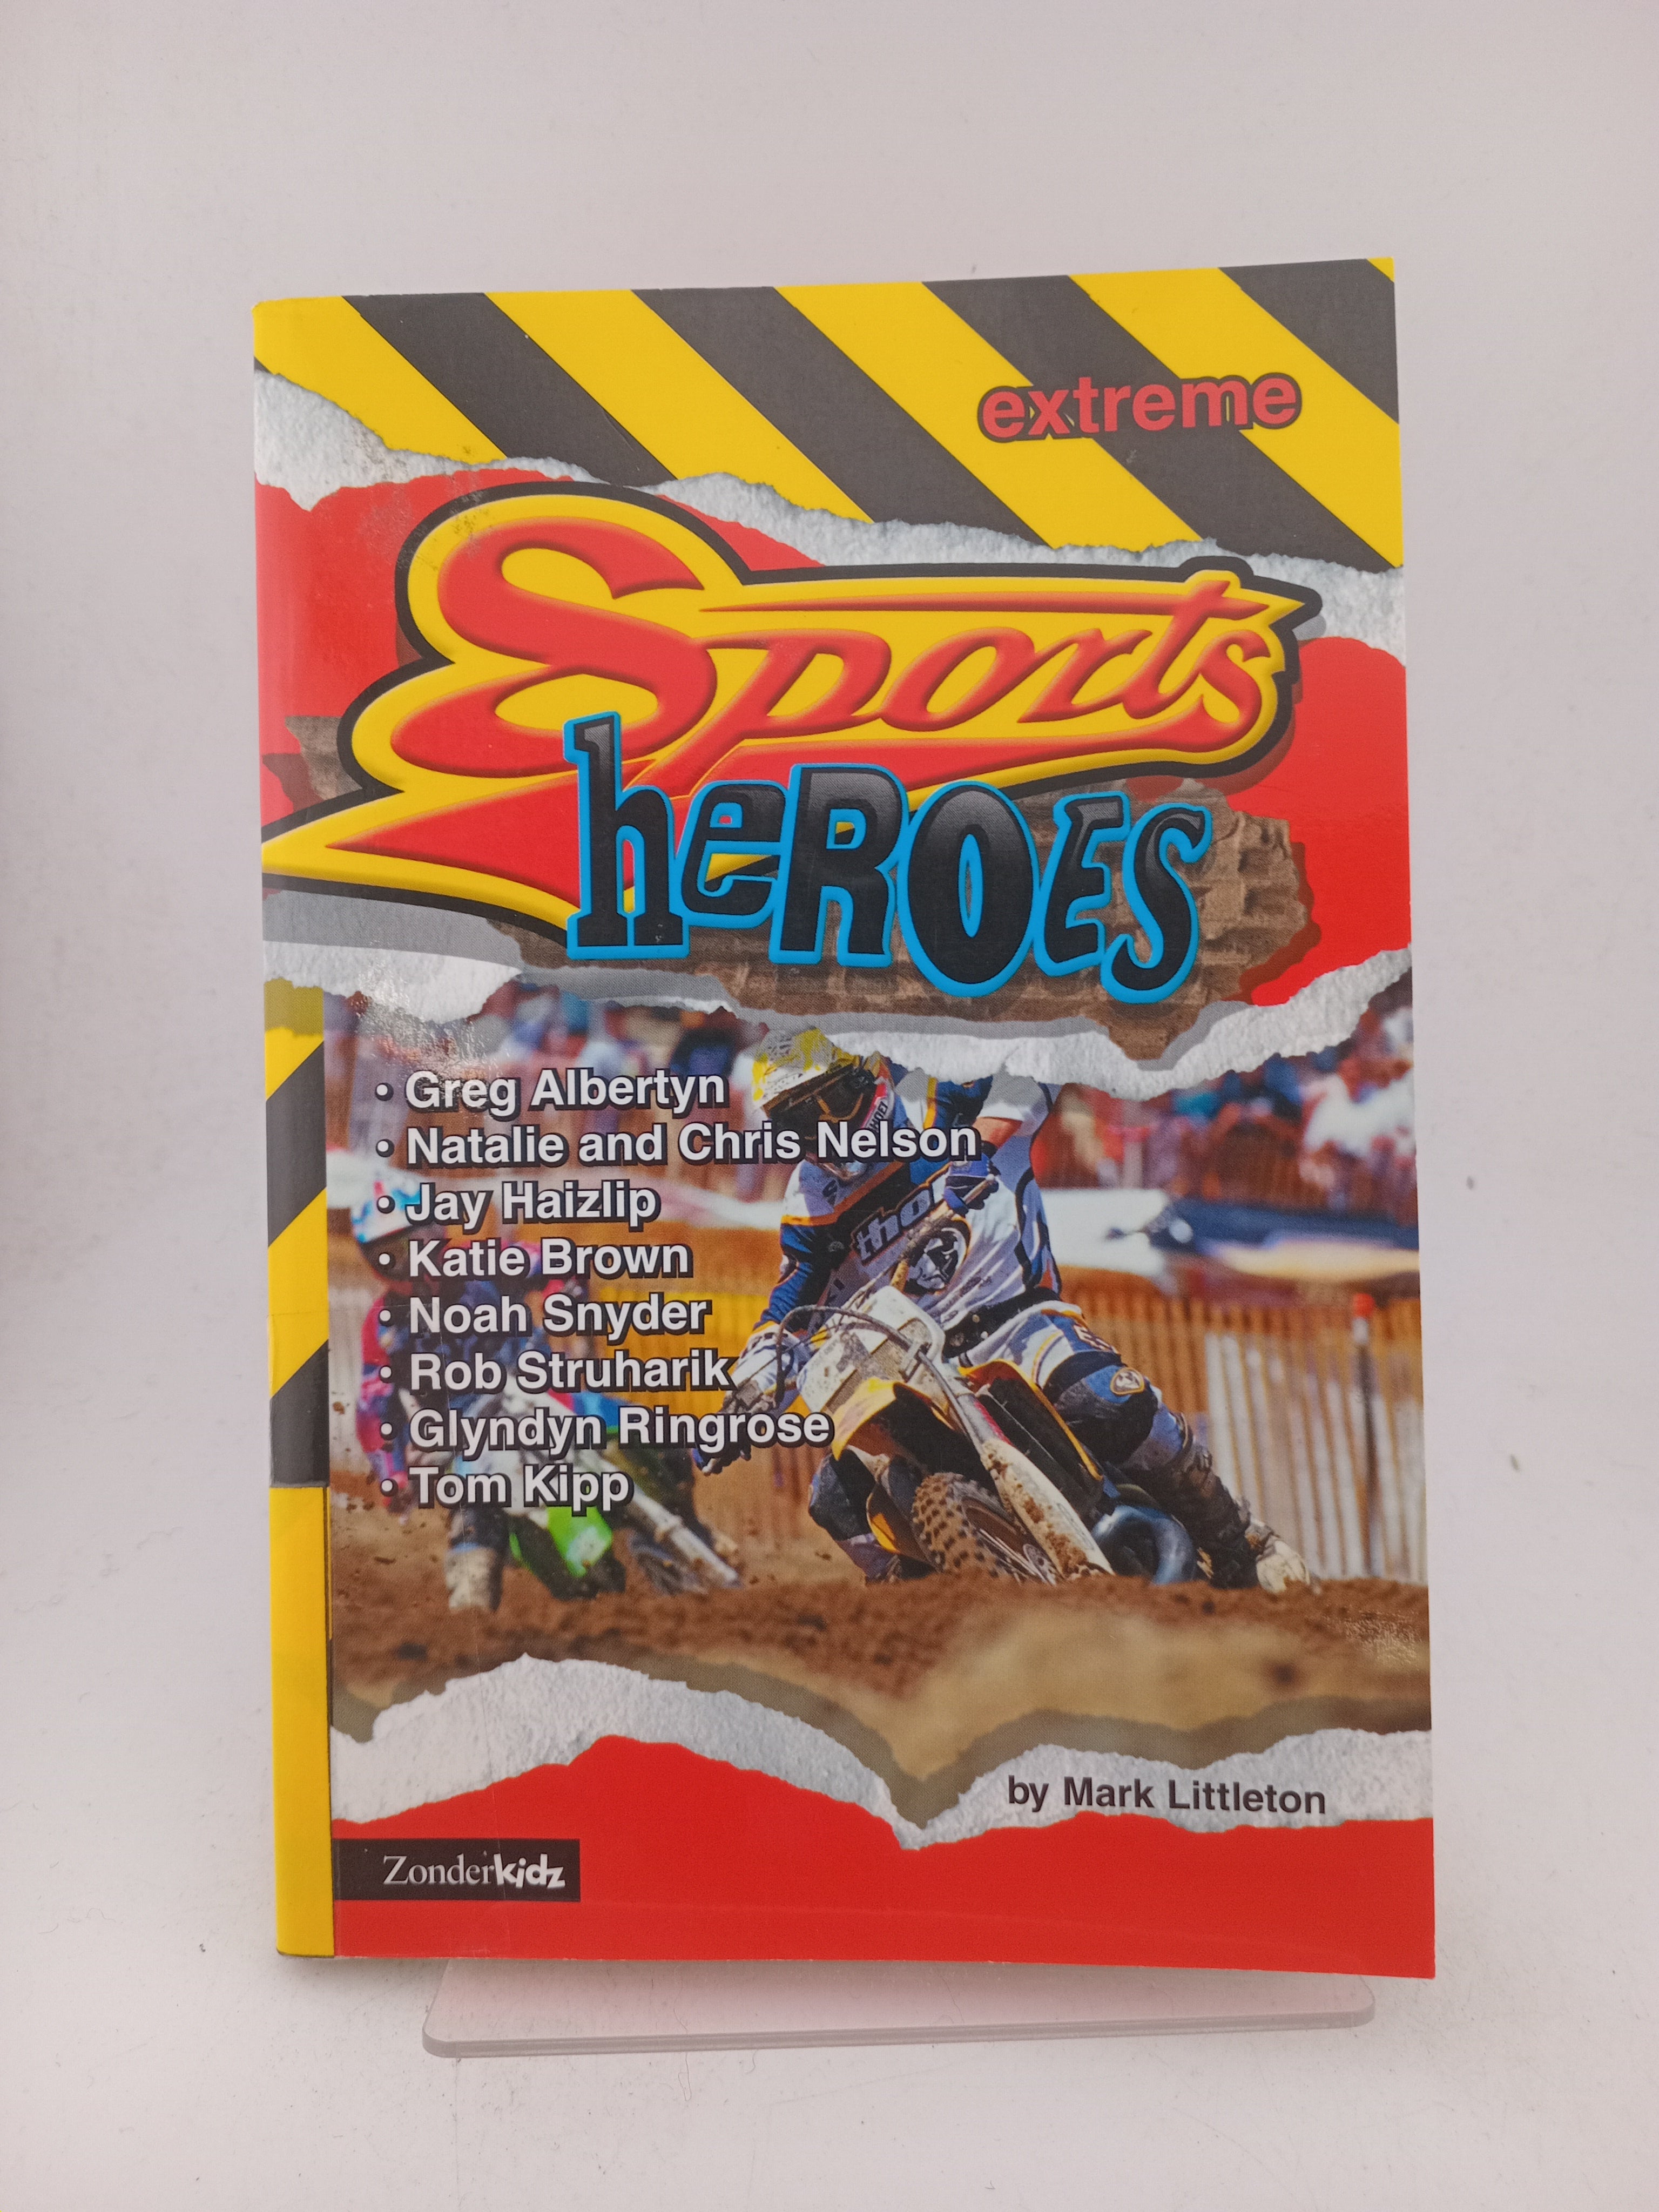 extreme
Sports
heROES
• Greg Albertyn
• Natalie and Chris Nelson
• Jay Haizlip
• Katie Brown
• Noah Snyder
• Rob Struharik
• Glyndyn Ringrose
• Tom Kipp
thor
by Mark Littleton
Zonderkidz